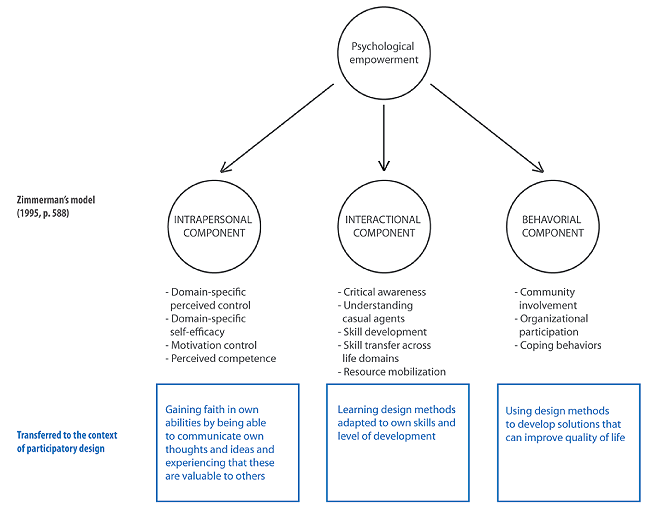 Psychological
empowerment
Zimmerman's model
(1995, p. 588)
INTRAPERSONAL
COMPONENT
INTERACTIONAL
COMPONENT
BEHAVORIAL
COMPONENT
- Domain-specific
perceived control
- Domain-specific
self-efficacy
- Motivation control
- Perceived competence
- Critical awareness
- Understanding
casual agents
- Skill development
- Skill transfer across
life domains
- Resource mobilization
- Community
involvement
- Organizational
participation
- Coping behaviors
Transferred to the context
of participatory design
Gaining faith in own
abilities by being able
to communicate own
thoughts and ideas and
experiencing that these
are valuable to others
Learning design methods
adapted to own skills and
level of development
Using design methods
to develop solutions that
can improve quality of life